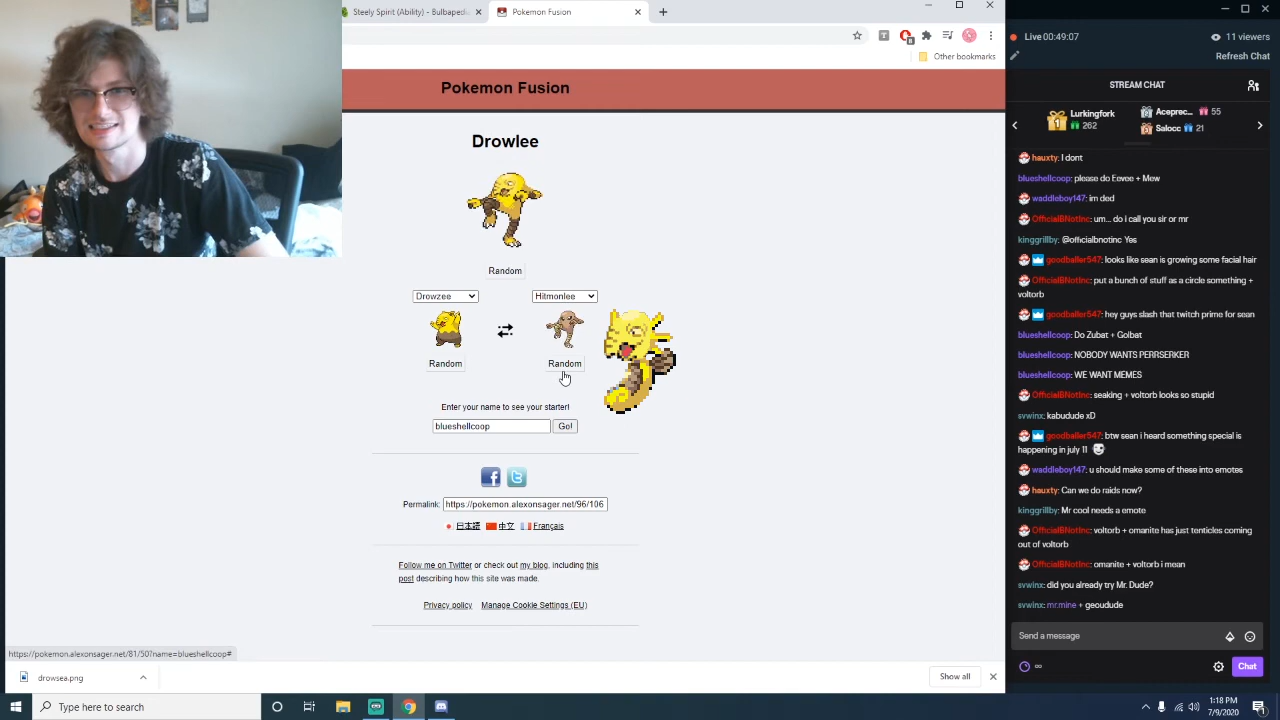 Steely Spirit (Ability) - Bulbapedi
Pokemon Fusion
Live 00:49:07
11 viewers
Other bookmarks
Refresh Chat
Pokemon Fusion
STREAM CHAT
Lurkingfork
262
Aceprec... 55
Salocc 21
Drowlee
Random
Drowzee
Hitmonlee
Random
Random
Enter your name to see your starter!
blueshellcoop
Go!
Permalink: https://pokemon.alexonsager.net/96/106
日本語 中文 Français
Follow me on Twitter or check out my blog, including this
post describing how this site was made.
Privacy policy Manage Cookie Settings (EU)
hauxty: I dont
blueshellcoop: please do Eevee + Mew
waddleboy147: im ded
OfficialBNotInc: um... do i call you sir or mr
kinggrillby: @officialbnotinc Yes
goodballer547: looks like sean is growing some facial hair
OfficialBNotInc: put a bunch of stuff as a circle something +
voltorb
goodballer547: hey guys slash that twitch prime for sean
blueshellcoop: Do Zubat + Golbat
blueshellcoop: NOBODY WANTS PERRSERKER
blueshellcoop: WE WANT MEMES
OfficialBNotInc: seaking + voltorb looks so stupid
svwinx: kabudude xD
goodballer547: btw sean i heard something special is
happening in july 11
waddleboy147: u should make some of these into emotes
hauxty: Can we do raids now?
kinggrillby: Mr cool needs a emote
OfficialBNotInc: voltorb + omanite has just tenticles coming
out of voltorb
OfficialBNotInc: omanite + voltorb i mean
svwinx: did you already try Mr. Dude?
svwinx: mr.mine + geoudude
Send a message
Chat
https://pokemon.alexonsager.net/81/50?name=blueshellcoop#
drowsea.png
Show all
Type here to search
1:18 PM
7/9/2020